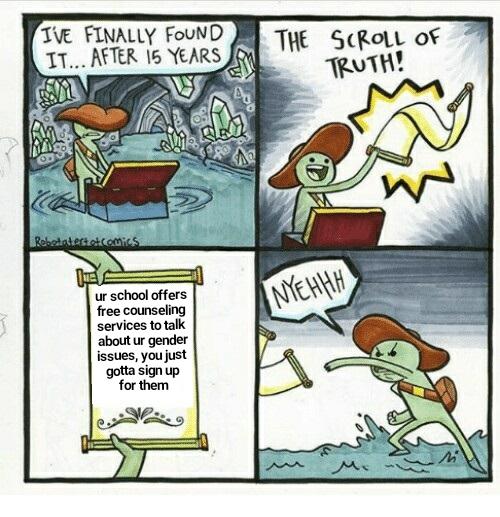 I'VE FINALLY FOUND
IT... AFTER 15 YEARS
THE SCROLL OF
TRUTH!
Robotatertotcomics
ur school offers
free counseling
services to talk
about ur gender
issues, you just
gotta sign up
for them
NYEHHH